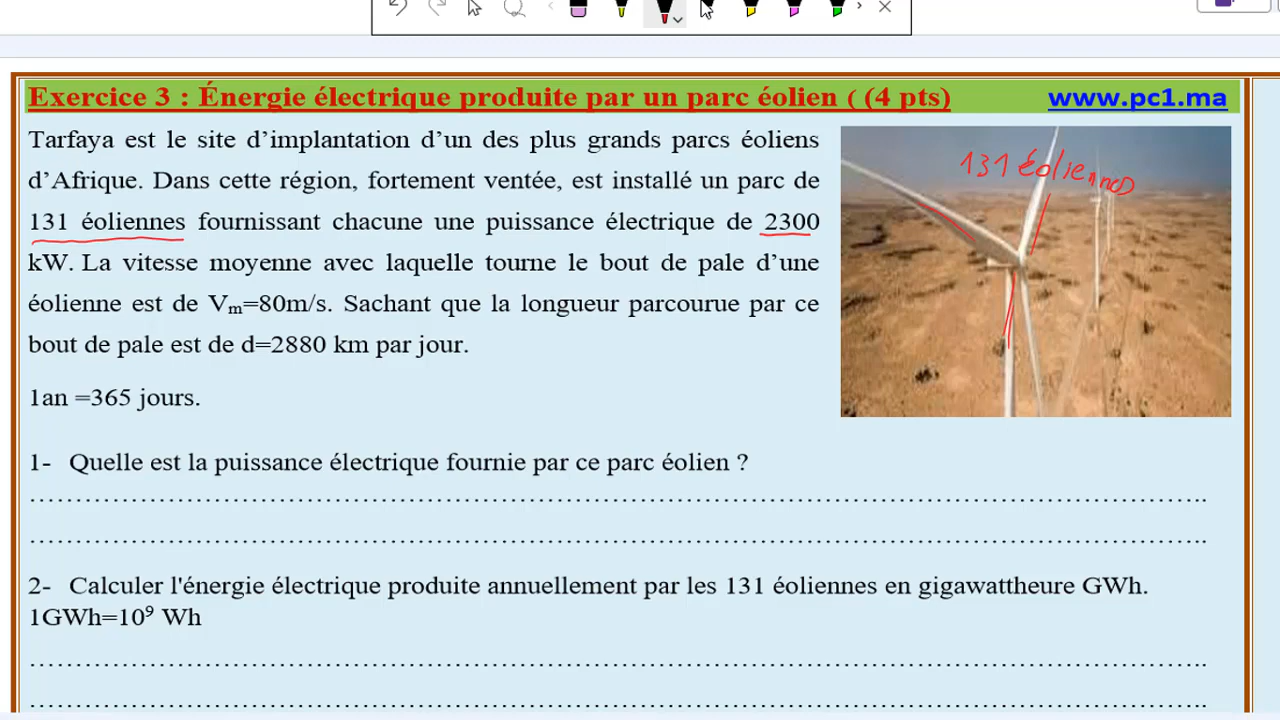 Exercice 3 : Énergie électrique produite par un parc éolien ( (4 pts) www.pc1.ma
Tarfaya est le site d’implantation d’un des plus grands parcs éoliens
d’Afrique. Dans cette région, fortement ventée, est installé un parc de
131 éoliennes fournissant chacune une puissance électrique de 2300
kW. La vitesse moyenne avec laquelle tourne le bout de pale d’une
éolienne est de Vₘ=80m/s. Sachant que la longueur parcourue par ce
bout de pale est de d=2880 km par jour.
131 éoliennes
1an =365 jours.
1- Quelle est la puissance électrique fournie par ce parc éolien ?
2- Calculer l'énergie électrique produite annuellement par les 131 éoliennes en gigawattheure GWh.
1GWh=10⁹ Wh